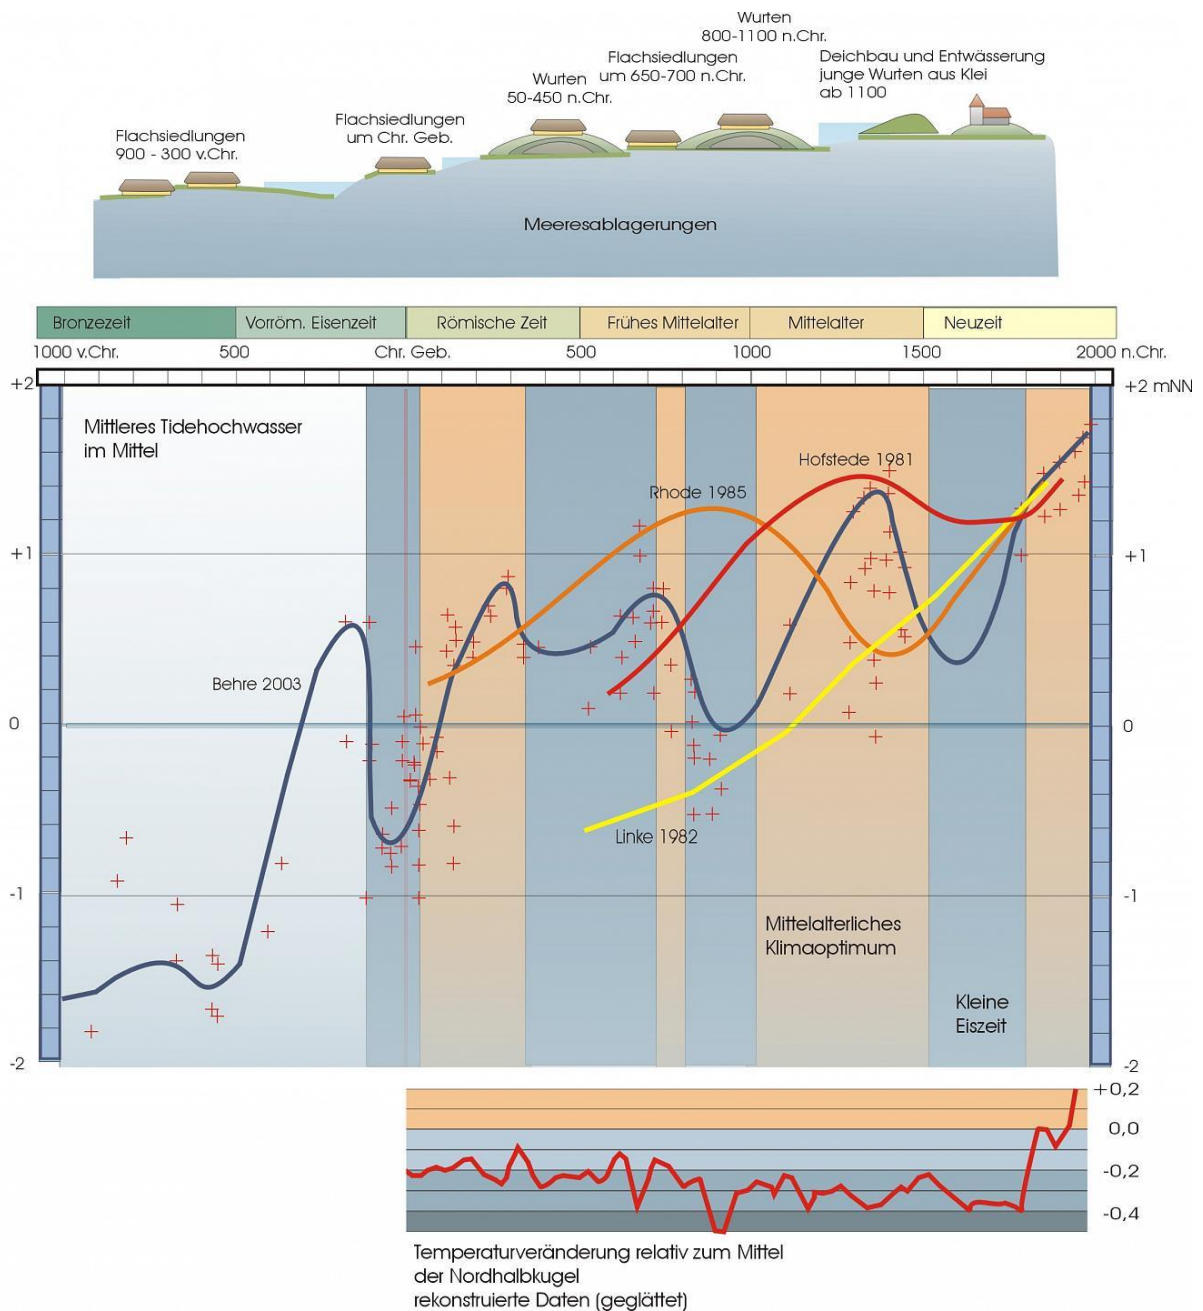 Wurten
800-1100 n.Chr.
Flachsiedlungen
um 650-700 n.Chr.
Deichbau und Entwässerung
junge Wurten aus Klei
ab 1100
Wurten
50-450 n.Chr.
Flachsiedlungen
um Chr. Geb.
Flachsiedlungen
900 - 300 v.Chr.
Meeresablagerungen
Bronzezeit
Vorröm. Eisenzeit
Römische Zeit
Frühes Mittelalter
Mittelalter
Neuzeit
1000 v.Chr.
500
Chr. Geb.
500
1000
1500
2000 n.Chr.
+2
+2 mNN
Mittleres Tidehochwasser
im Mittel
Hofstede 1981
Rhode 1985
+1
+1
Behre 2003
0
0
Linke 1982
-1
-1
Mittelalterliches
Klimaoptimum
Kleine
Eiszeit
-2
-2
+0,2
0,0
-0,2
-0,4
Temperaturveränderung relativ zum Mittel
der Nordhalbkugel
rekonstruierte Daten (geglättet)